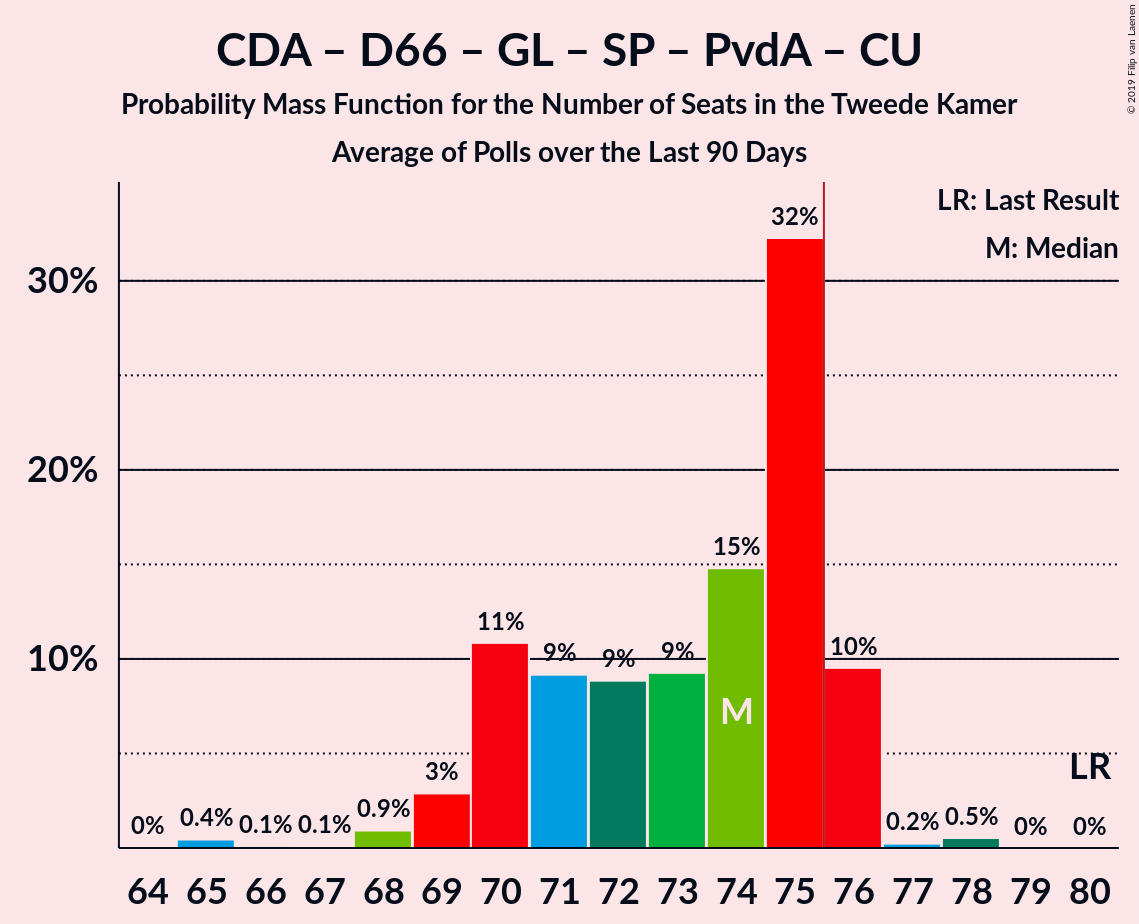 CDA – D66 – GL – SP – PvdA – CU
Probability Mass Function for the Number of Seats in the Tweede Kamer
Average of Polls over the Last 90 Days
© 2019 Filip van Laenen
LR: Last Result
M: Median
30%
20%
10%
0% 0.4% 0.1% 0.1% 0.9% 3% 11% 9% 9% 9% 15% 32% 10% 0.2% 0.5% 0% 0%
M
LR
64 65 66 67 68 69 70 71 72 73 74 75 76 77 78 79 80